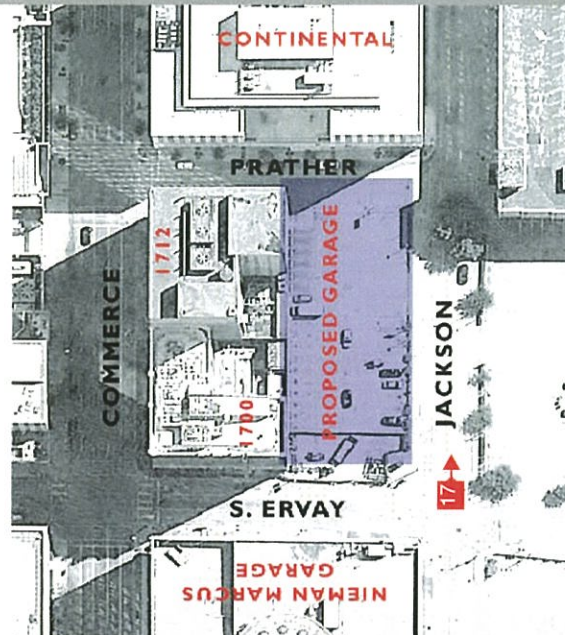 CONTINENTAL
PRATHER
1712
PROPOSED GARAGE
COMMERCE
1700
JACKSON
17
S. ERVAY
NIEMAN MARCUS
GARAGE